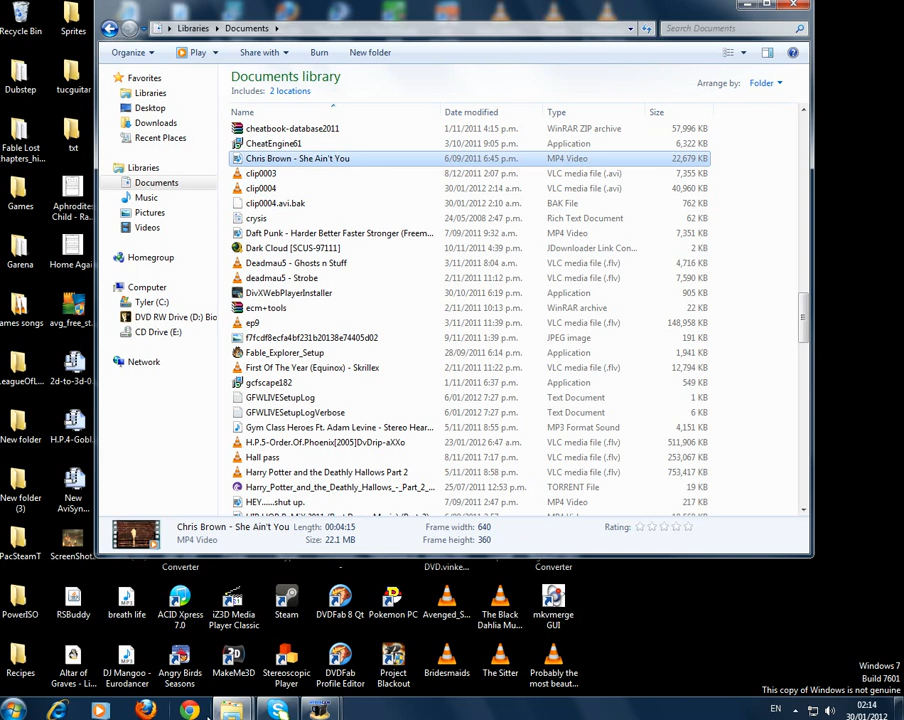 Libraries
Documents
Search Documents
Organize
Play
Share with
Burn
New folder
Documents library
Includes: 2 locations
Arrange by: Folder
Name
Date modified
Type
Size
Favorites
Libraries
Desktop
Downloads
Recent Places
Libraries
Documents
Music
Pictures
Videos
Homegroup
Computer
Tyler (C:)
DVD RW Drive (D:) Bio
CD Drive (E:)
Network
cheatbook-database2011 1/11/2011 4:15 p.m. WinRAR ZIP archive 57,996 KB
CheatEngine61 3/10/2011 9:05 p.m. Application 6,322 KB
Chris Brown - She Ain't You 6/09/2011 6:45 p.m. MP4 Video 22,679 KB
clip0003 8/12/2011 2:07 p.m. VLC media file (.avi) 7,355 KB
clip0004 30/01/2012 2:14 a.m. VLC media file (.avi) 40,960 KB
clip0004.avi.bak 30/01/2012 2:10 a.m. BAK File 762 KB
crysis 24/05/2008 2:47 p.m. Rich Text Document 62 KB
Daft Punk - Harder Better Faster Stronger (Freem... 7/09/2011 9:32 a.m. MP4 Video 7,351 KB
Dark Cloud [SCUS-97111] 10/11/2011 4:39 p.m. JDownloader Link Con... 2 KB
Deadmau5 - Ghosts n Stuff 3/11/2011 8:04 a.m. VLC media file (.flv) 4,716 KB
deadmau5 - Strobe 2/11/2011 11:12 p.m. VLC media file (.flv) 7,590 KB
DivXWebPlayerInstaller 30/10/2011 6:19 p.m. Application 905 KB
ecm+tools 2/11/2011 10:13 p.m. WinRAR archive 22 KB
ep9 3/11/2011 11:39 p.m. VLC media file (.flv) 148,958 KB
f7fcdf8ecfa4bf231b20138e74405d02 9/11/2011 1:39 p.m. JPEG image 191 KB
Fable_Explorer_Setup 28/09/2011 6:14 p.m. Application 1,941 KB
First Of The Year (Equinox) - Skrillex 2/11/2011 11:22 p.m. VLC media file (.flv) 12,794 KB
gcfscape182 1/11/2011 6:37 p.m. Application 549 KB
GFWLIVESetupLog 6/01/2012 7:27 p.m. Text Document 1 KB
GFWLIVESetupLogVerbose 6/01/2012 7:27 p.m. Text Document 6 KB
Gym Class Heroes Ft. Adam Levine - Stereo Hear... 5/11/2011 8:55 p.m. MP3 Format Sound 4,151 KB
H.P.5-Order.Of.Phoenix[2005]DvDrip-aXXo 23/01/2012 6:47 a.m. VLC media file (.flv) 511,906 KB
Hall pass 8/11/2011 7:17 p.m. VLC media file (.flv) 253,067 KB
Harry Potter and the Deathly Hallows Part 2 5/11/2011 8:58 p.m. VLC media file (.flv) 753,417 KB
Harry_Potter_and_the_Deathly_Hallows_-_Part_2_... 25/07/2011 12:53 p.m. TORRENT File 19 KB
HEY......shut up. 7/09/2011 2:47 p.m. MP4 Video 217 KB
Chris Brown - She Ain't You Length: 00:04:15 Frame width: 640 Rating:
MP4 Video Size: 22.1 MB Frame height: 360
Recycle Bin
Sprites
Dubstep
tucguitar
Fable Lost chapters_hi...
txt
Games
Aphrodites Child - Ra...
Garena
Home Again
ames songs
avg_free_st
LeagueOfL...
2d-to-3d-0...
New folder
H.P.4-Gobl...
New folder (3)
New AviSyn...
PacSteamT
ScreenShot...
Converter
-
DVD.vinke...
Converter
PowerISO
RSBuddy
breath life
ACID Xpress 7.0
iZ3D Media Player Classic
Steam
DVDFab 8 Qt
Pokemon PC
Avenged_S...
The Black Dahlia Mu...
mkvmerge GUI
Recipes
Altar of Graves - Li...
DJ Mangoo - Eurodancer
Angry Birds Seasons
MakeMe3D
Stereoscopic Player
DVDFab Profile Editor
Project Blackout
Bridesmaids
The Sitter
Probably the most beauf...
Windows 7
Build 7601
This copy of Windows is not genuine
EN
02:14
30/01/2012